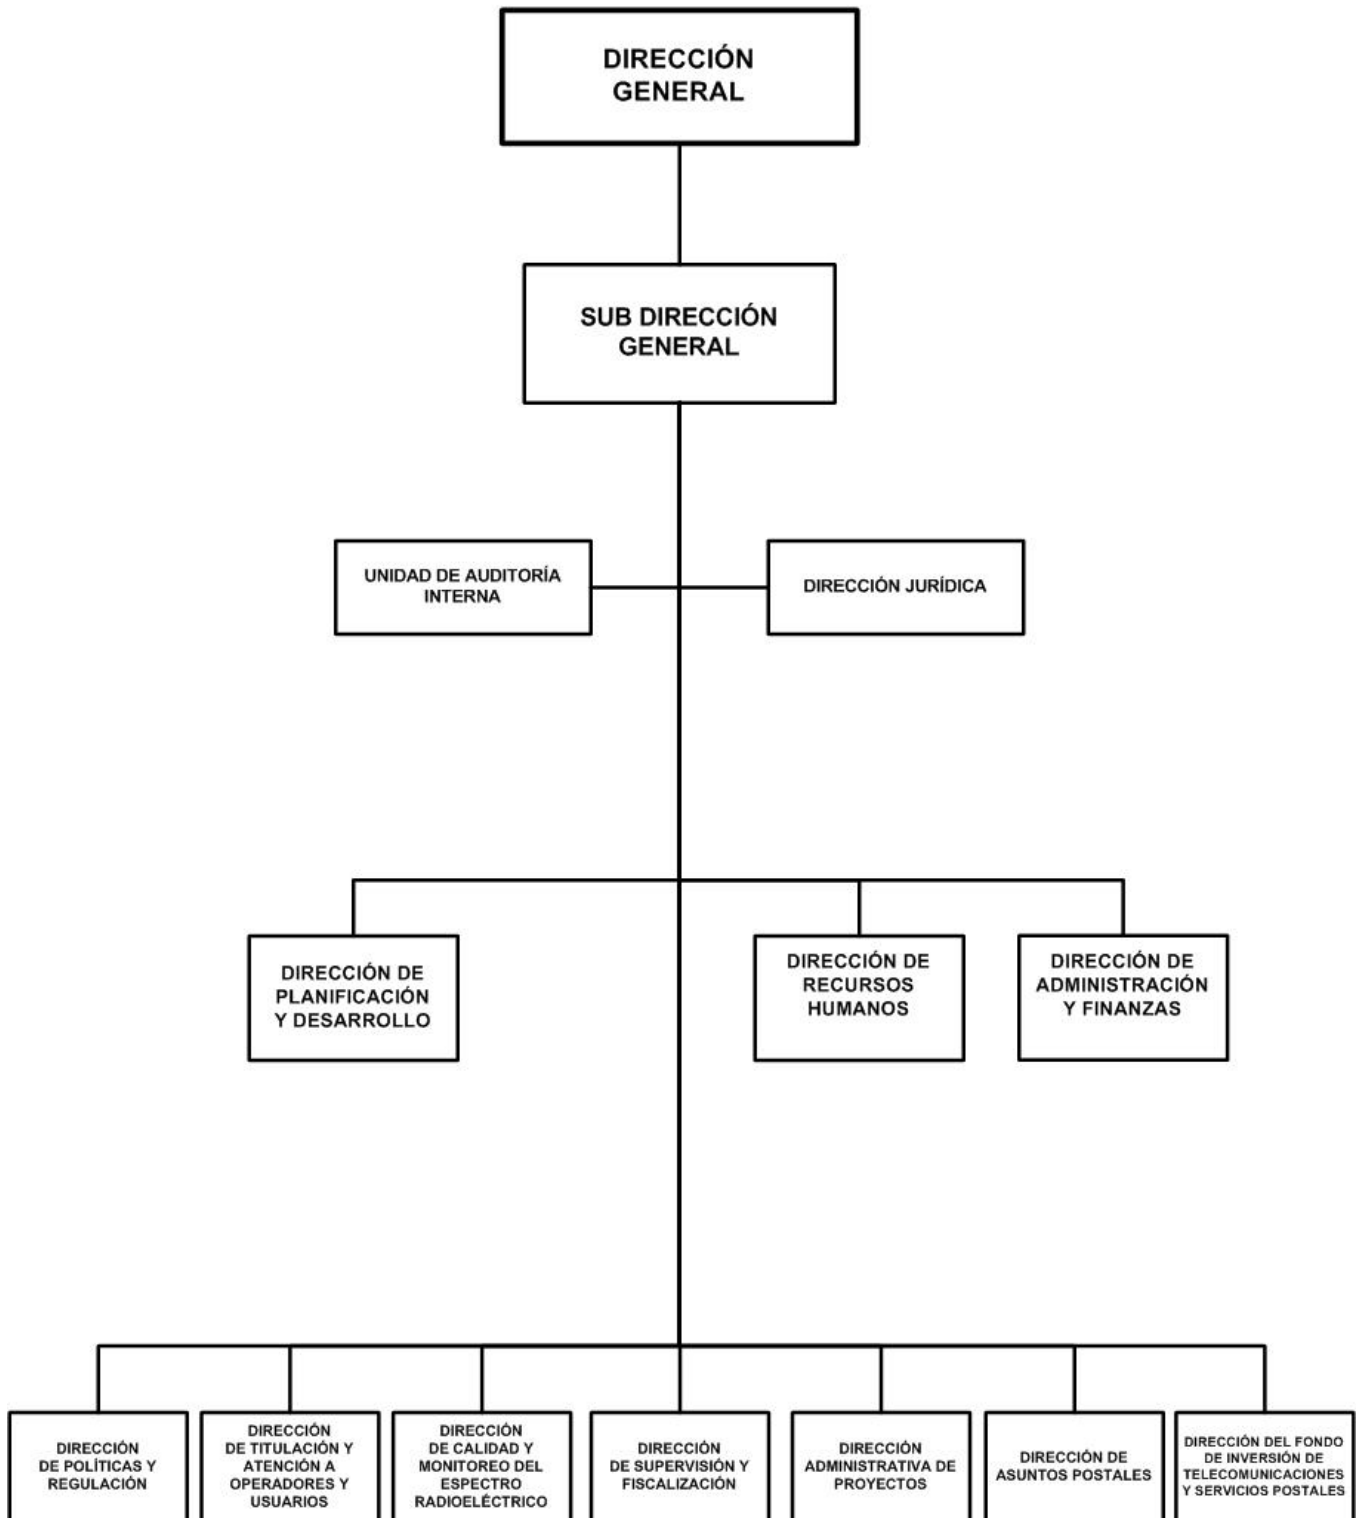 DIRECCIÓN
GENERAL
SUB DIRECCIÓN
GENERAL
UNIDAD DE AUDITORÍA
INTERNA
DIRECCIÓN JURÍDICA
DIRECCIÓN DE
PLANIFICACIÓN
Y DESARROLLO
DIRECCIÓN DE
RECURSOS
HUMANOS
DIRECCIÓN DE
ADMINISTRACIÓN
Y FINANZAS
DIRECCIÓN
DE POLÍTICAS Y
REGULACIÓN
DIRECCIÓN
DE TITULACIÓN Y
ATENCIÓN A
OPERADORES Y
USUARIOS
DIRECCIÓN
DE CALIDAD Y
MONITOREO DEL
ESPECTRO
RADIOELÉCTRICO
DIRECCIÓN
DE SUPERVISIÓN Y
FISCALIZACIÓN
DIRECCIÓN
ADMINISTRATIVA DE
PROYECTOS
DIRECCIÓN DE
ASUNTOS POSTALES
DIRECCIÓN DEL FONDO
DE INVERSIÓN DE
TELECOMUNICACIONES
Y SERVICIOS POSTALES